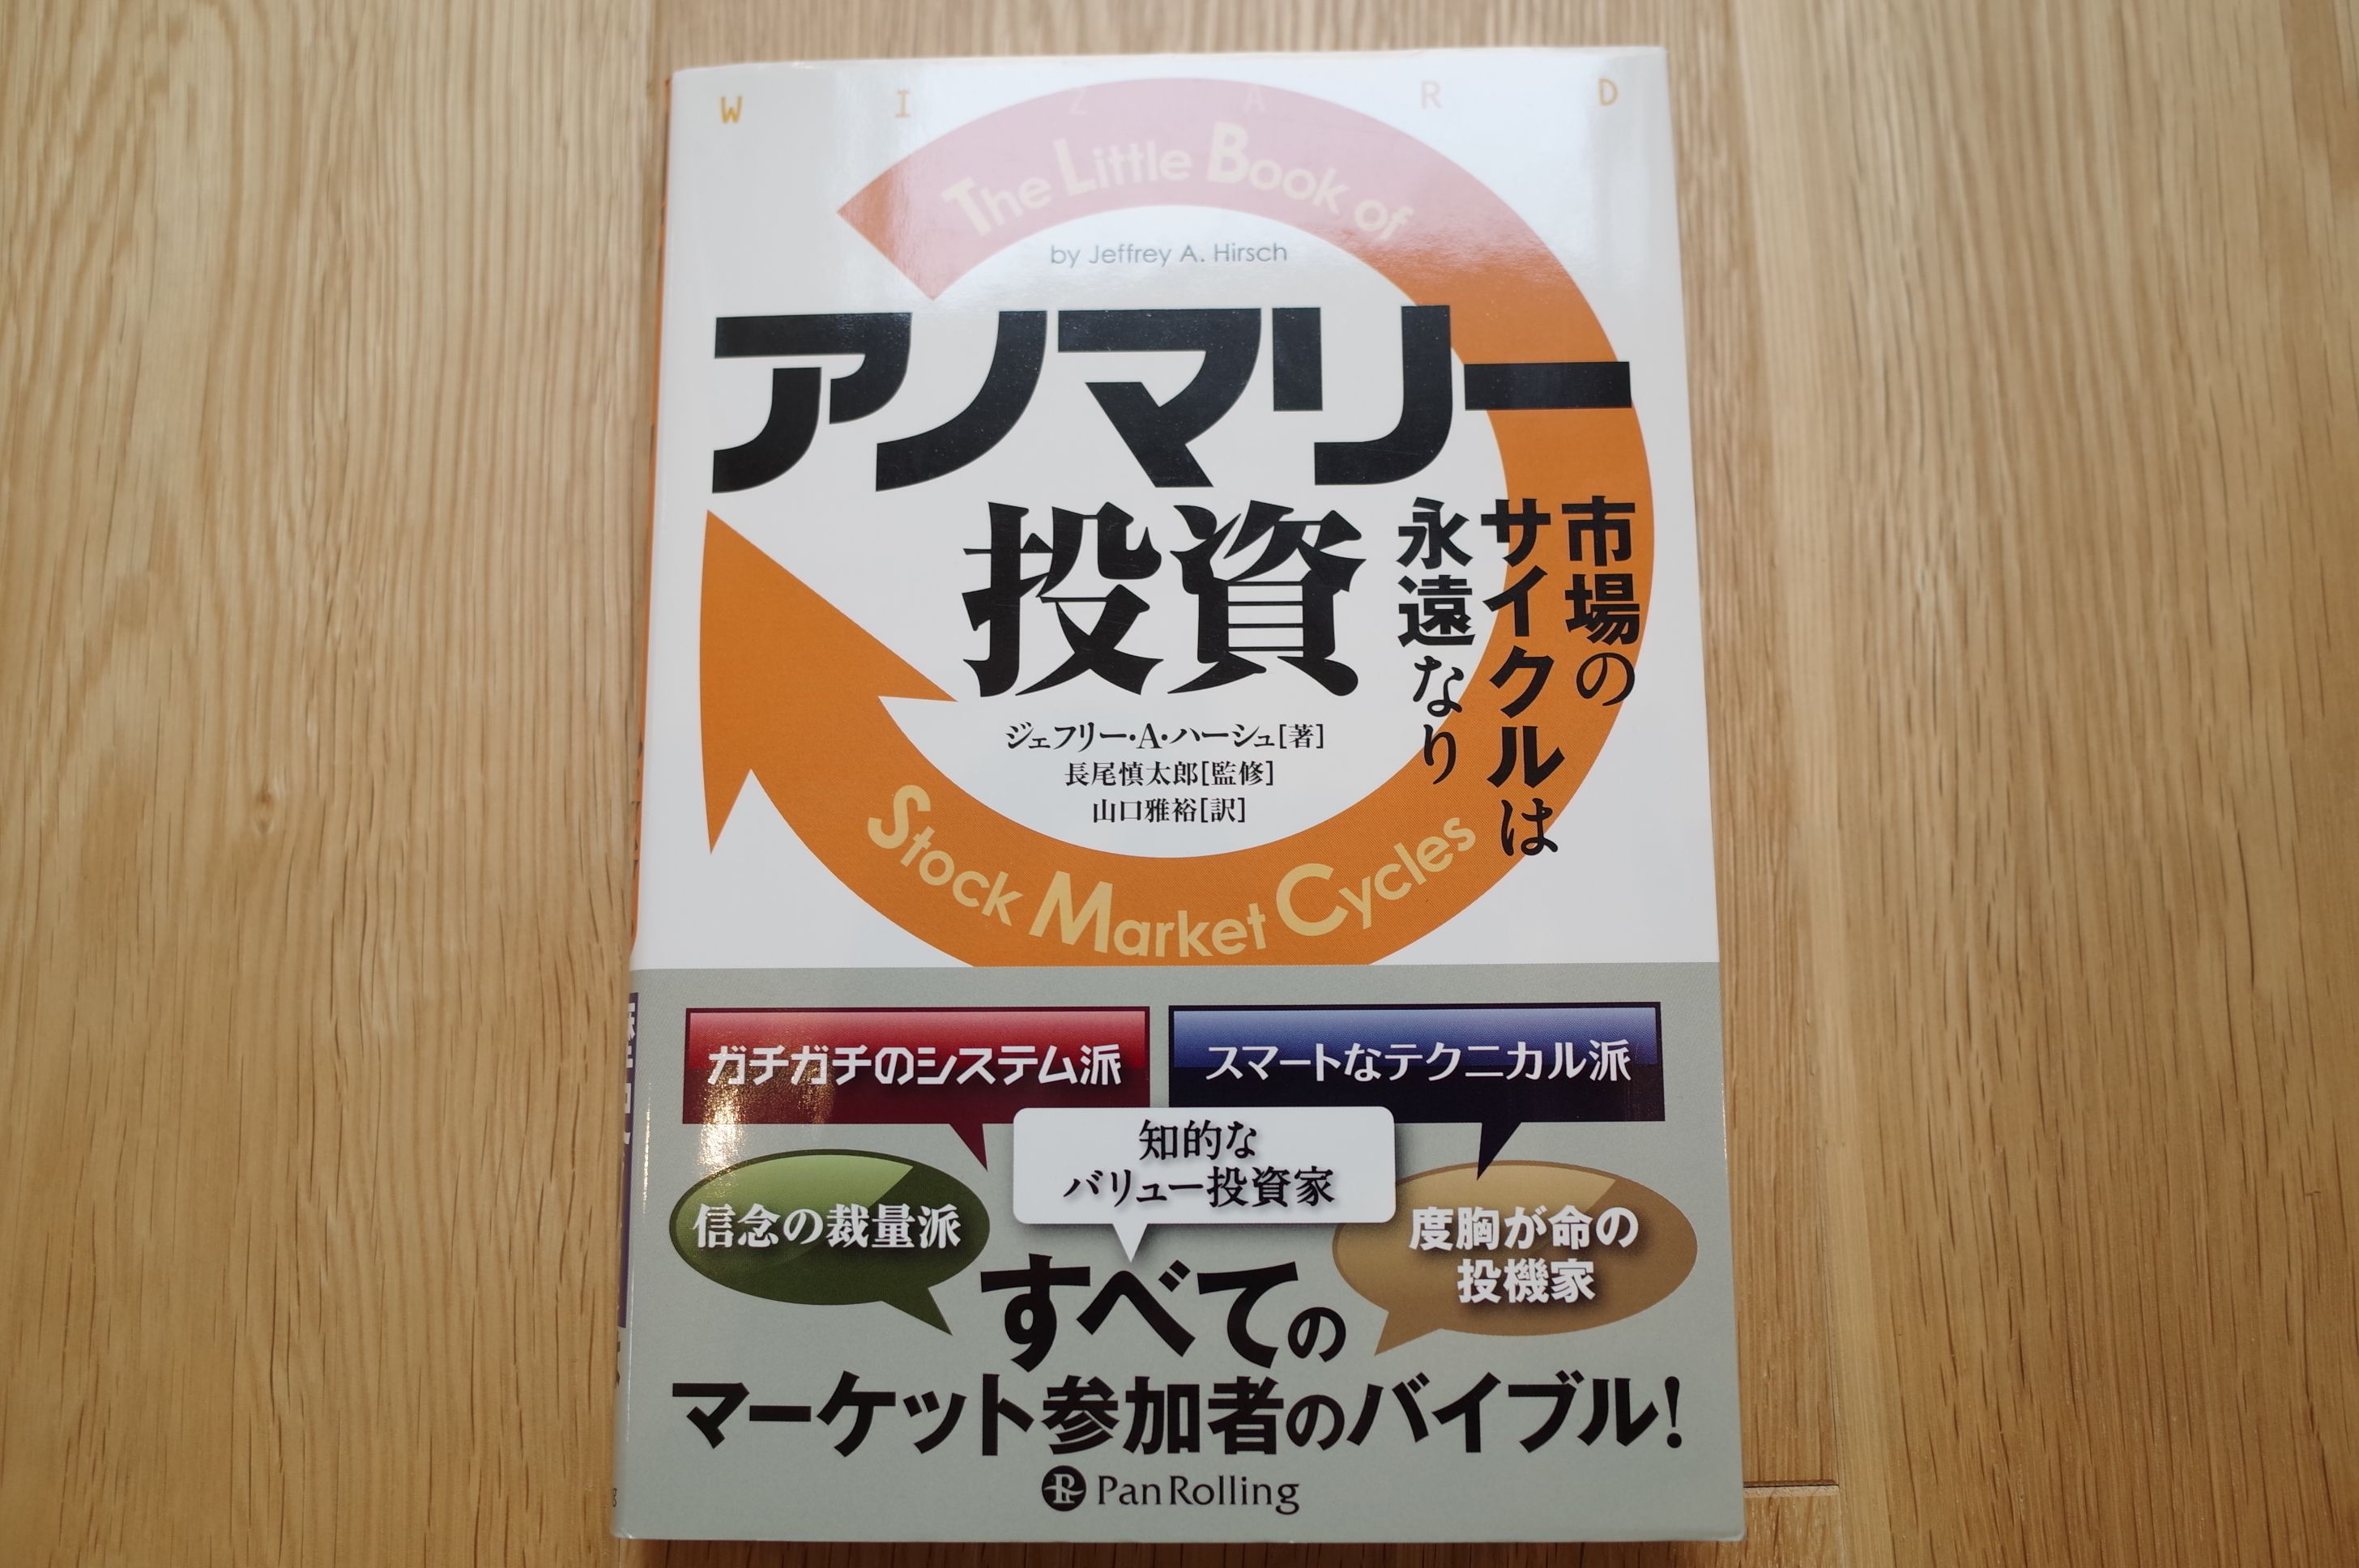 WIZARD
The Little Book of
by Jeffrey A. Hirsch
アノマリー
投資
市場の
サイクルは
永遠なり
ジェフリー・A・ハーシュ[著]
長尾慎太郎[監修]
山口雅裕[訳]
Stock Market Cycles
ガチガチのシステム派
スマートなテクニカル派
知的な
バリュー投資家
信念の裁量派
度胸が命の
投機家
すべての
マーケット参加者のバイブル!
PanRolling